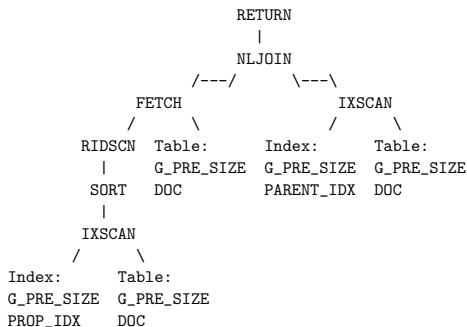 RETURN
|
NLJOIN
/---/ \---\
FETCH IXSCAN
/ \ / \
RIDSCN Table: Index: Table:
| G_PRE_SIZE G_PRE_SIZE G_PRE_SIZE
SORT DOC PARENT_IDX DOC
|
IXSCAN
/ \
Index: Table:
G_PRE_SIZE G_PRE_SIZE
PROP_IDX DOC